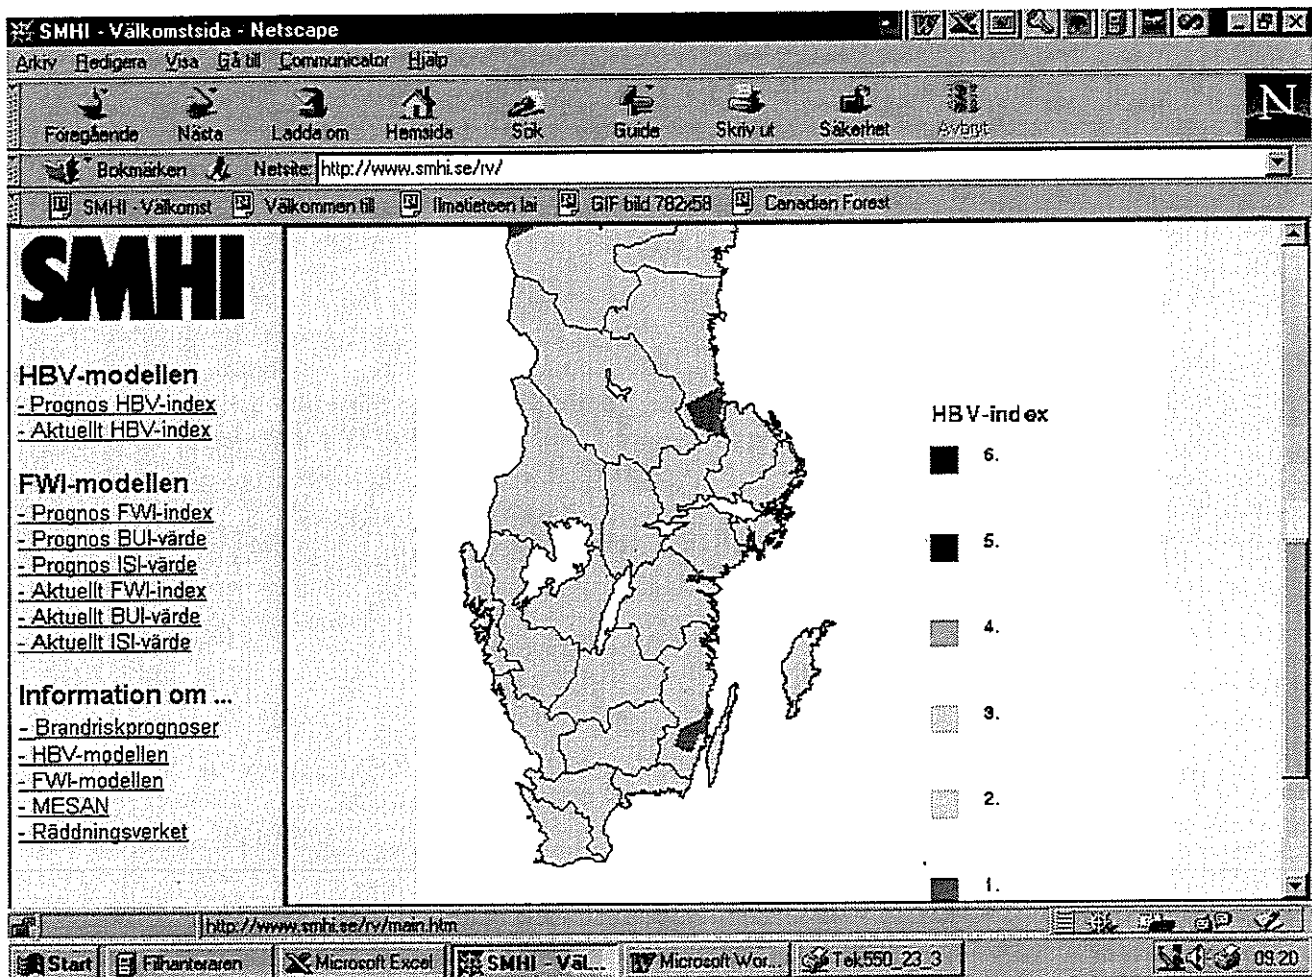 SMHI - Välkomstsida - Netscape
Arkiv Redigera Visa Gå till Communicator Hjälp
Föregående Nästa Ladda om Hemsida Sök Guide Skriv ut Säkerhet Avbryt
Bokmärken Netsite: http://www.smhi.se/rv/
SMHI - Välkomst Välkommen till Ilmatieteen lai GIF bild 782x58 Canadian Forest
SMHI
HBV-modellen
- Prognos HBV-index
- Aktuellt HBV-index
FWI-modellen
- Prognos FWI-index
- Prognos BUI-värde
- Prognos ISI-värde
- Aktuellt FWI-index
- Aktuellt BUI-värde
- Aktuellt ISI-värde
Information om ...
- Brandriskprognoser
- HBV-modellen
- FWI-modellen
- MESAN
- Räddningsverket
HBV-index
6.
5.
4.
3.
2.
1.
http://www.smhi.se/rv/main.htm
Start Filhanteraren Microsoft Excel SMHI - Väl... Microsoft Wor... Tek550_23_3 09.20